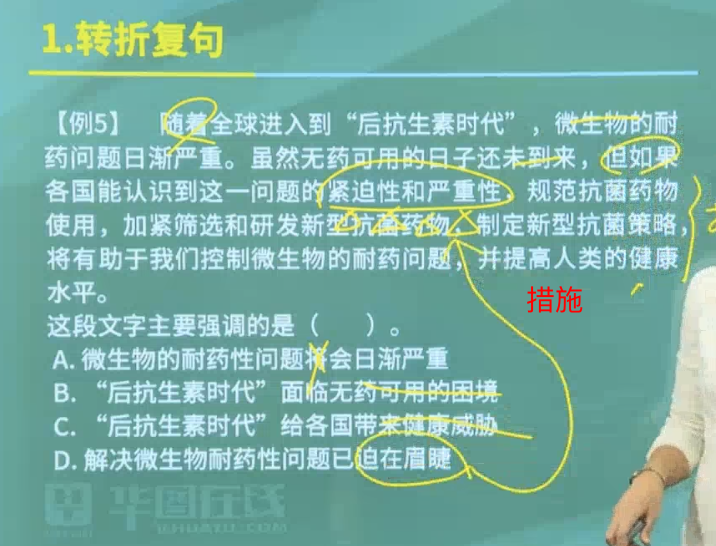 1.转折复句
【例5】 随着全球进入到“后抗生素时代”，微生物的耐
药问题日渐严重。虽然无药可用的日子还未到来，但如果
各国能认识到这一问题的紧迫性和严重性，规范抗菌药物
使用，加紧筛选和研发新型抗菌药物，制定新型抗菌策略，
将有助于我们控制微生物的耐药问题，并提高人类的健康
水平。
措施
这段文字主要强调的是（ ）。
A. 微生物的耐药性问题将会日渐严重
B. “后抗生素时代”面临无药可用的困境
C. “后抗生素时代”给各国带来健康威胁
D. 解决微生物耐药性问题已迫在眉睫
华图在线
HUATU.COM